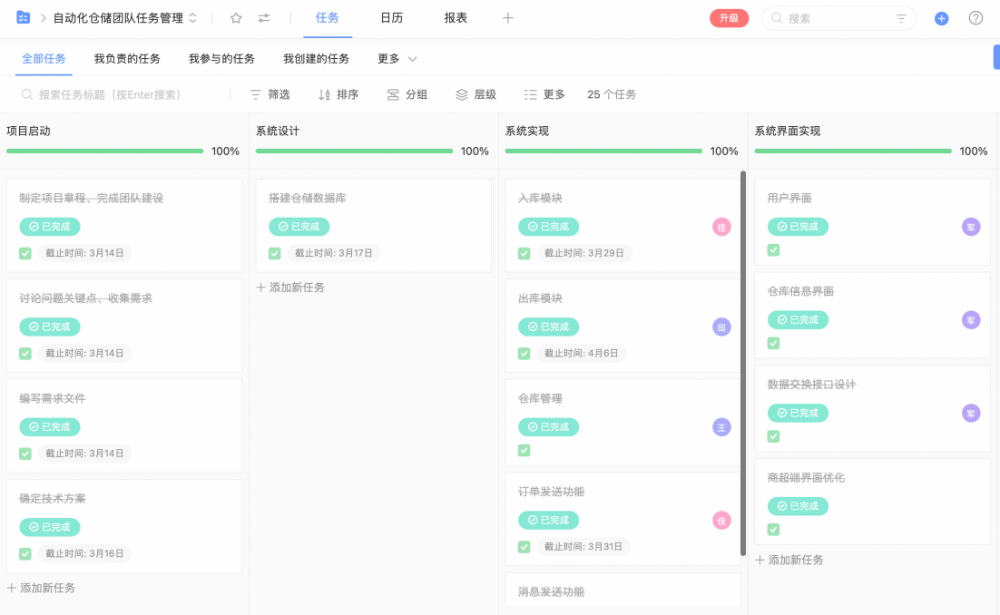 自动化仓储团队任务管理
任务
日历
报表
升级
搜索
全部任务
我负责的任务
我参与的任务
我创建的任务
更多
搜索任务标题（按Enter搜索）
筛选
排序
分组
层级
更多
25 个任务
项目启动
100%
制定项目章程、完成团队建设
已完成
截止时间: 3月14日
讨论问题关键点、收集需求
已完成
截止时间: 3月14日
编写需求文件
已完成
截止时间: 3月14日
确定技术方案
已完成
截止时间: 3月16日
添加新任务
系统设计
100%
搭建仓储数据库
已完成
截止时间: 3月17日
添加新任务
系统实现
100%
入库模块
已完成
佳
截止时间: 3月29日
出库模块
已完成
田
截止时间: 4月6日
仓库管理
已完成
王
订单发送功能
已完成
佳
截止时间: 3月31日
消息发送功能
系统界面实现
100%
用户界面
已完成
军
仓库信息界面
已完成
军
数据交换接口设计
已完成
军
商超端界面优化
已完成
添加新任务